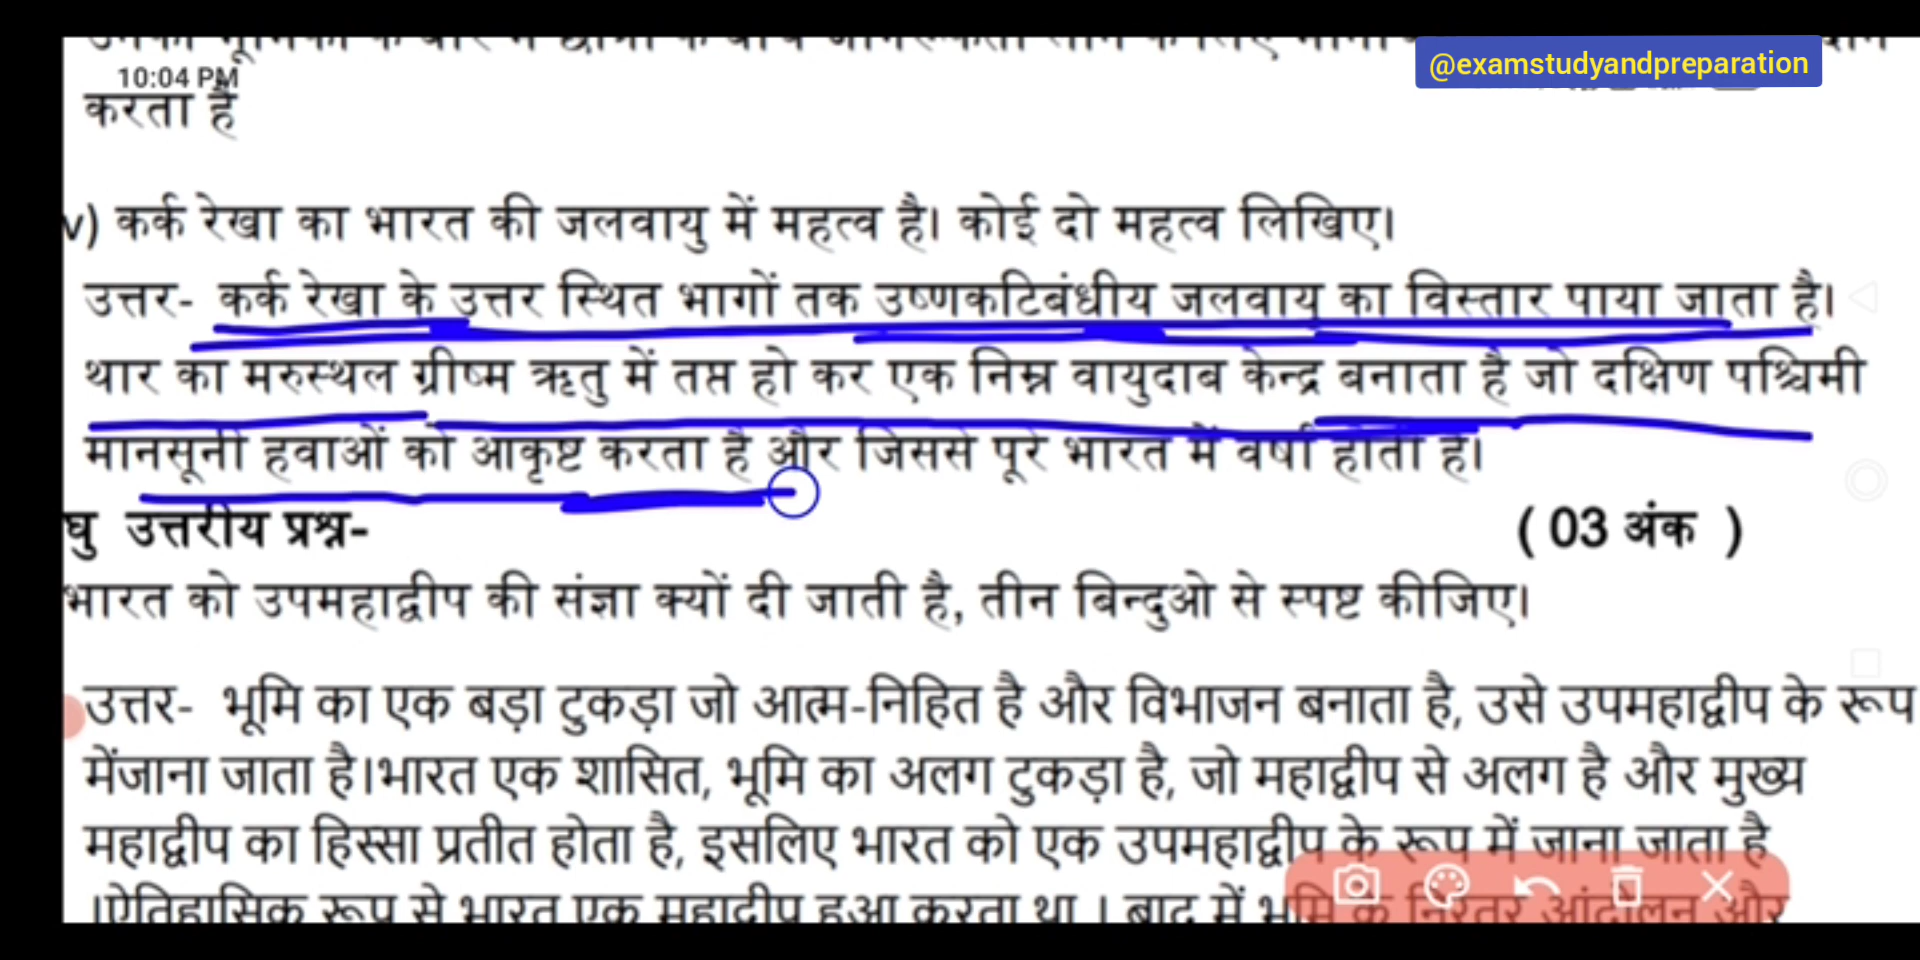 @examstudyandpreparation
10:04 PM
करता है
v) कर्क रेखा का भारत की जलवायु में महत्व है। कोई दो महत्व लिखिए।
उत्तर- कर्क रेखा के उत्तर स्थित भागों तक उष्णकटिबंधीय जलवायु का विस्तार पाया जाता है।
थार का मरुस्थल ग्रीष्म ऋतु में तप्त हो कर एक निम्न वायुदाब केन्द्र बनाता है जो दक्षिण पश्चिमी
मानसूनी हवाओं को आकृष्ट करता है और जिससे पूरे भारत में वर्षा होती है।
घु उत्तरीय प्रश्न- ( 03 अंक )
भारत को उपमहाद्वीप की संज्ञा क्यों दी जाती है, तीन बिन्दुओ से स्पष्ट कीजिए।
उत्तर- भूमि का एक बड़ा टुकड़ा जो आत्म-निहित है और विभाजन बनाता है, उसे उपमहाद्वीप के रूप
मेंजाना जाता है।भारत एक शासित, भूमि का अलग टुकड़ा है, जो महाद्वीप से अलग है और मुख्य
महाद्वीप का हिस्सा प्रतीत होता है, इसलिए भारत को एक उपमहाद्वीप के रूप में जाना जाता है
।ऐतिहासिक रूप से भारत एक महाद्वीप हुआ करता था । बाद में भूमि के निरंतर आंदोलन और